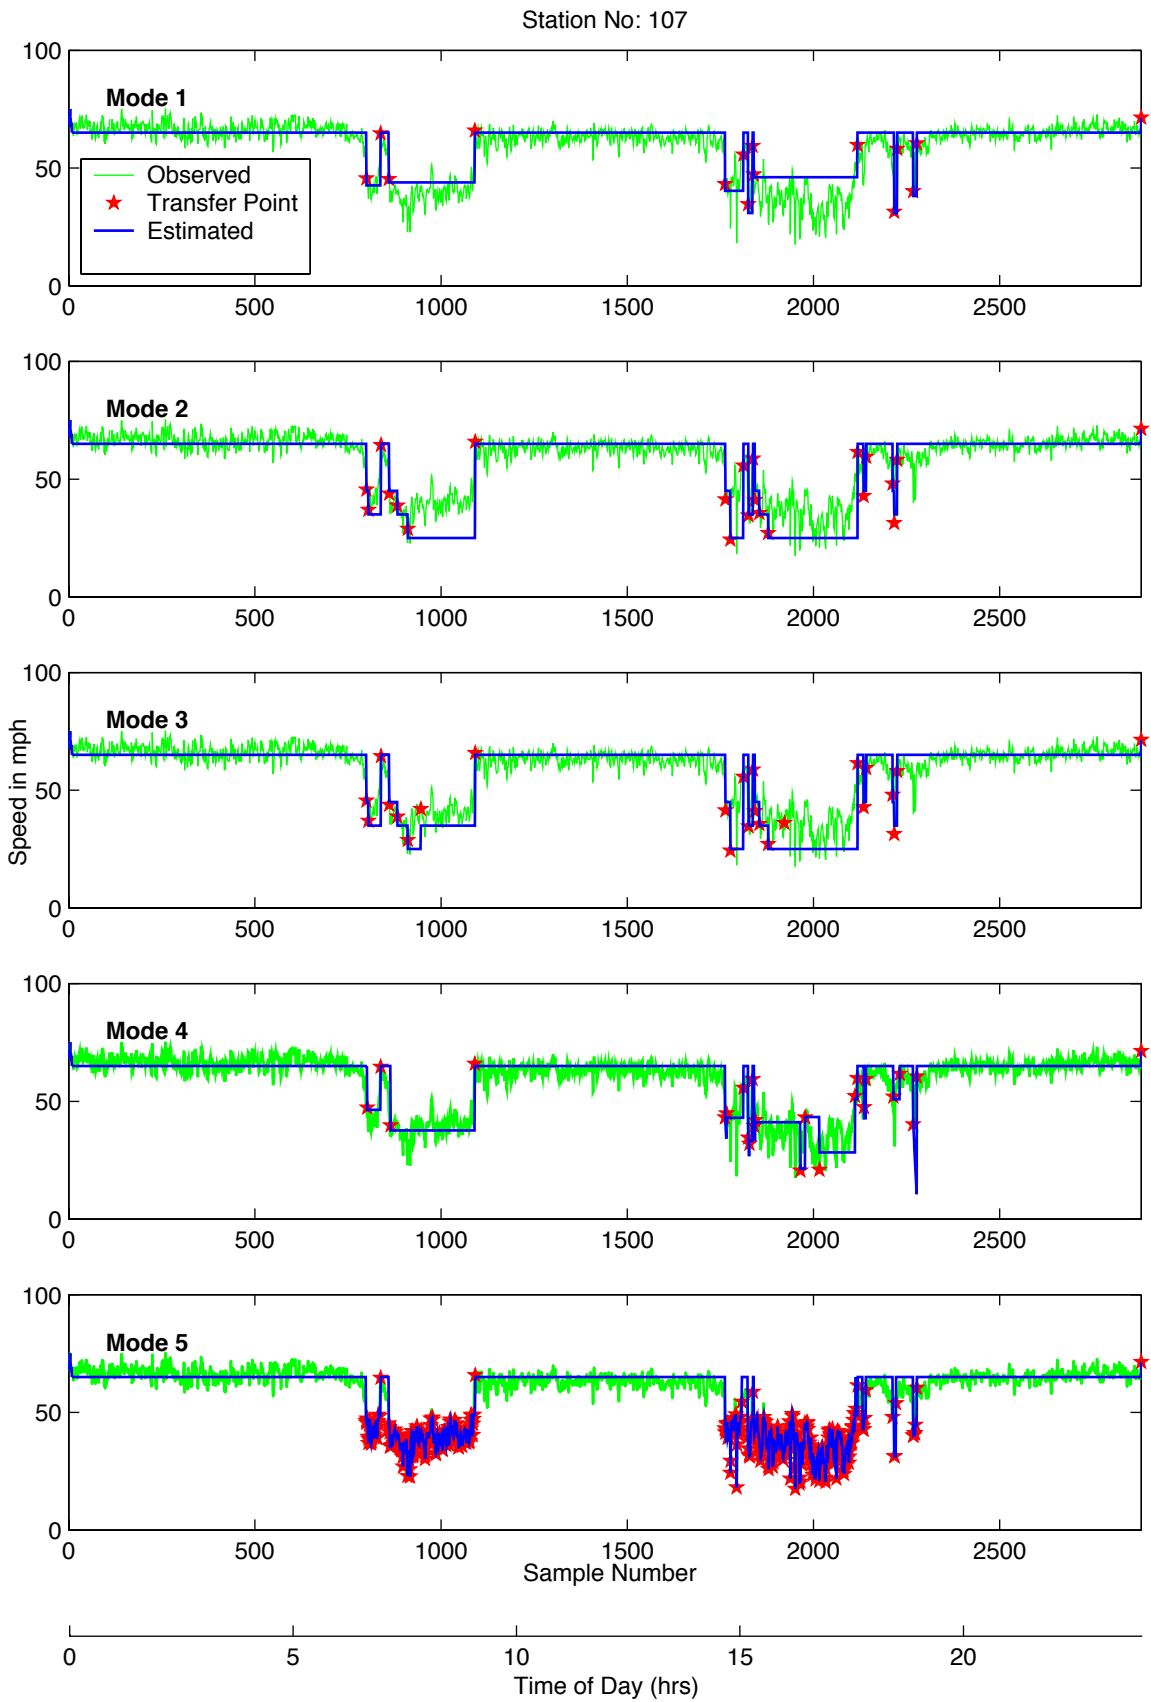 Station No: 107
100
Mode 1
50
Observed
Transfer Point
Estimated
0
0 500 1000 1500 2000 2500
100
Mode 2
50
0
0 500 1000 1500 2000 2500
100
Mode 3
50
Speed in mph
0
0 500 1000 1500 2000 2500
100
Mode 4
50
0
0 500 1000 1500 2000 2500
100
Mode 5
50
0
0 500 1000 1500 2000 2500
Sample Number
0 5 10 15 20
Time of Day (hrs)